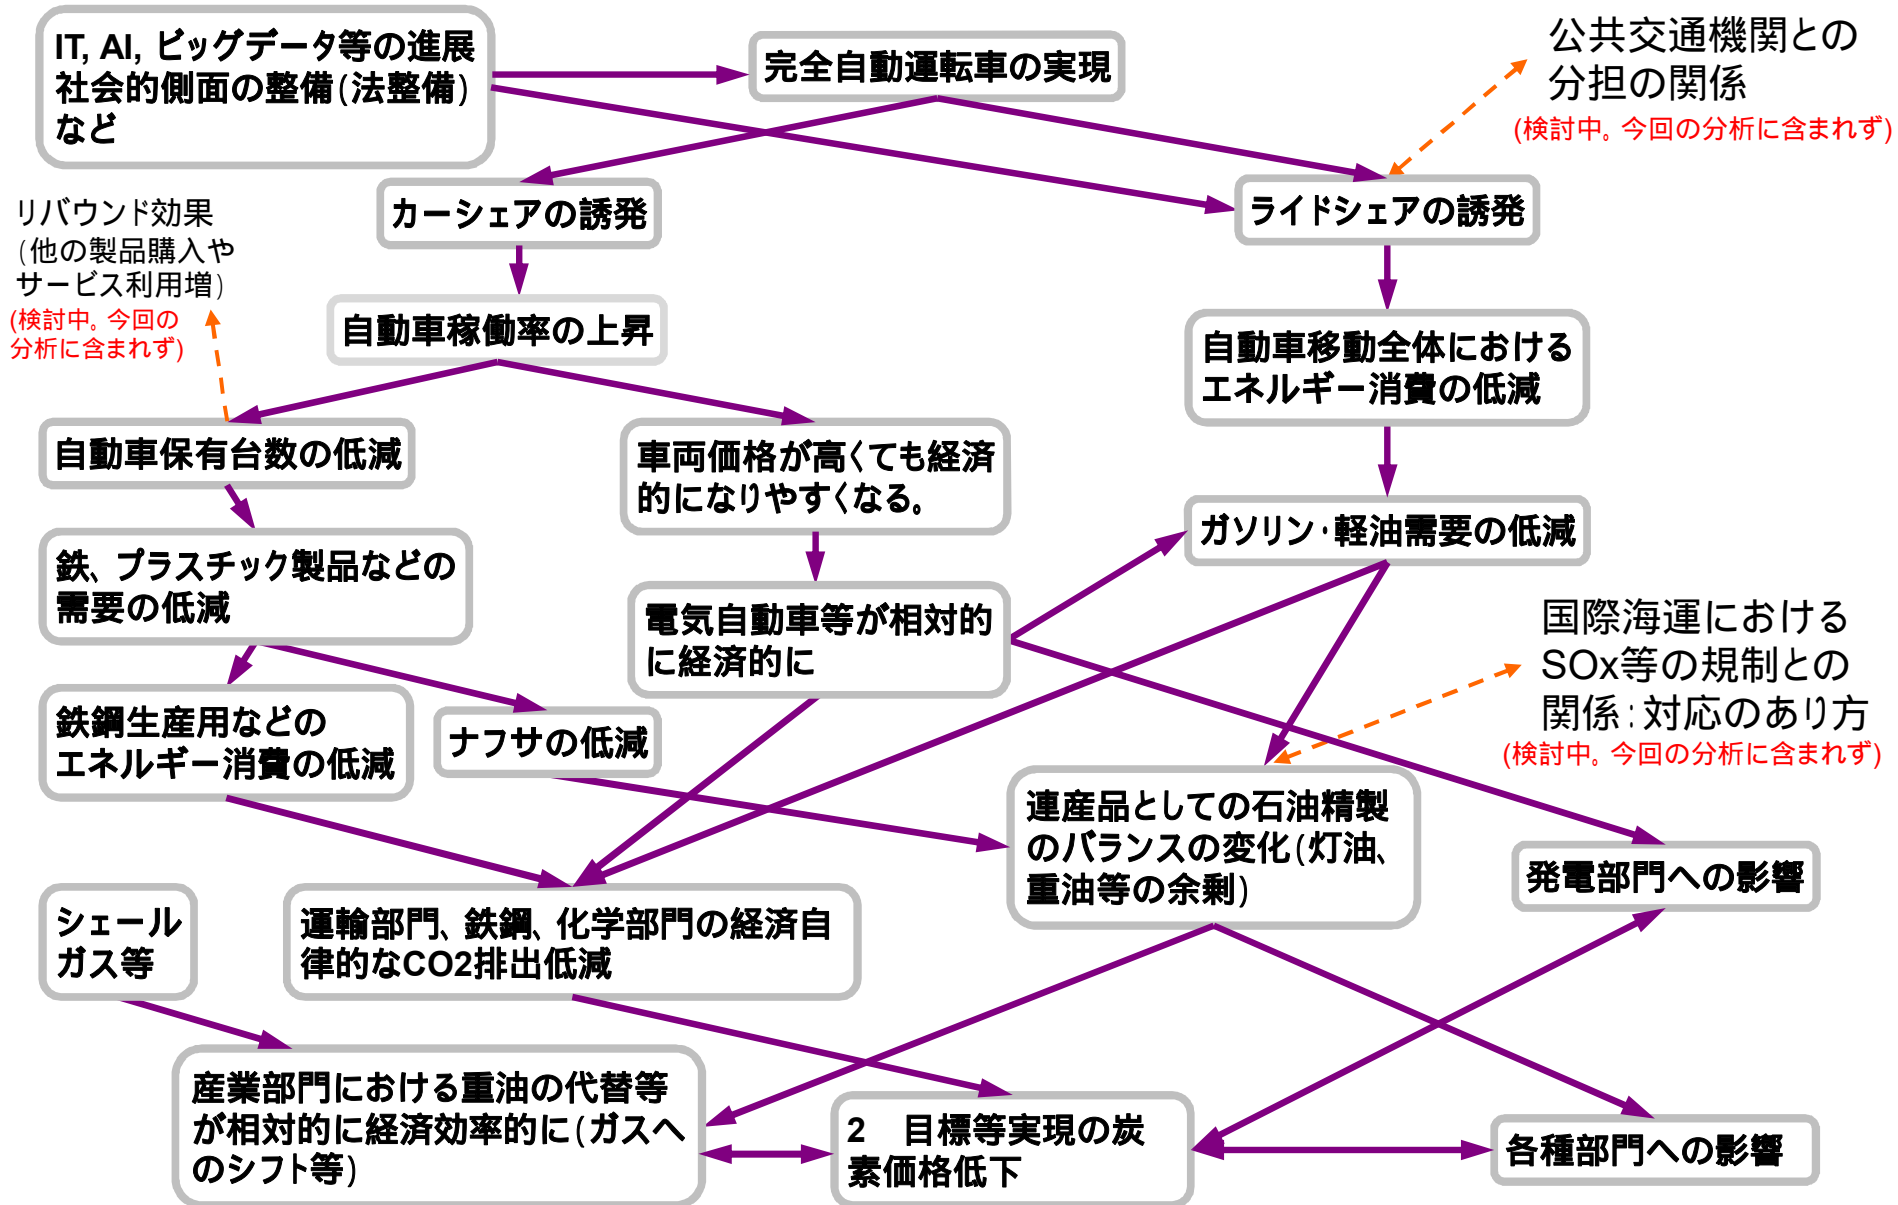 IT, AI, ビッグデータ等の進展
社会的側面の整備(法整備)
など
完全自動運転車の実現
公共交通機関との
分担の関係
(検討中。今回の分析に含まれず)
カーシェアの誘発
ライドシェアの誘発
リバウンド効果
(他の製品購入や
サービス利用増)
(検討中。今回の
分析に含まれず)
自動車稼働率の上昇
自動車移動全体における
エネルギー消費の低減
自動車保有台数の低減
車両価格が高くても経済
的になりやすくなる。
ガソリン・軽油需要の低減
鉄、プラスチック製品などの
需要の低減
電気自動車等が相対的
に経済的に
国際海運における
SOx等の規制との
関係:対応のあり方
(検討中。今回の分析に含まれず)
鉄鋼生産用などの
エネルギー消費の低減
ナフサの低減
連産品としての石油精製
のバランスの変化(灯油、
重油等の余剰)
発電部門への影響
シェール
ガス等
運輸部門、鉄鋼、化学部門の経済自
律的なCO2排出低減
産業部門における重油の代替等
が相対的に経済効率的に(ガスへ
のシフト等)
2　目標等実現の炭
素価格低下
各種部門への影響